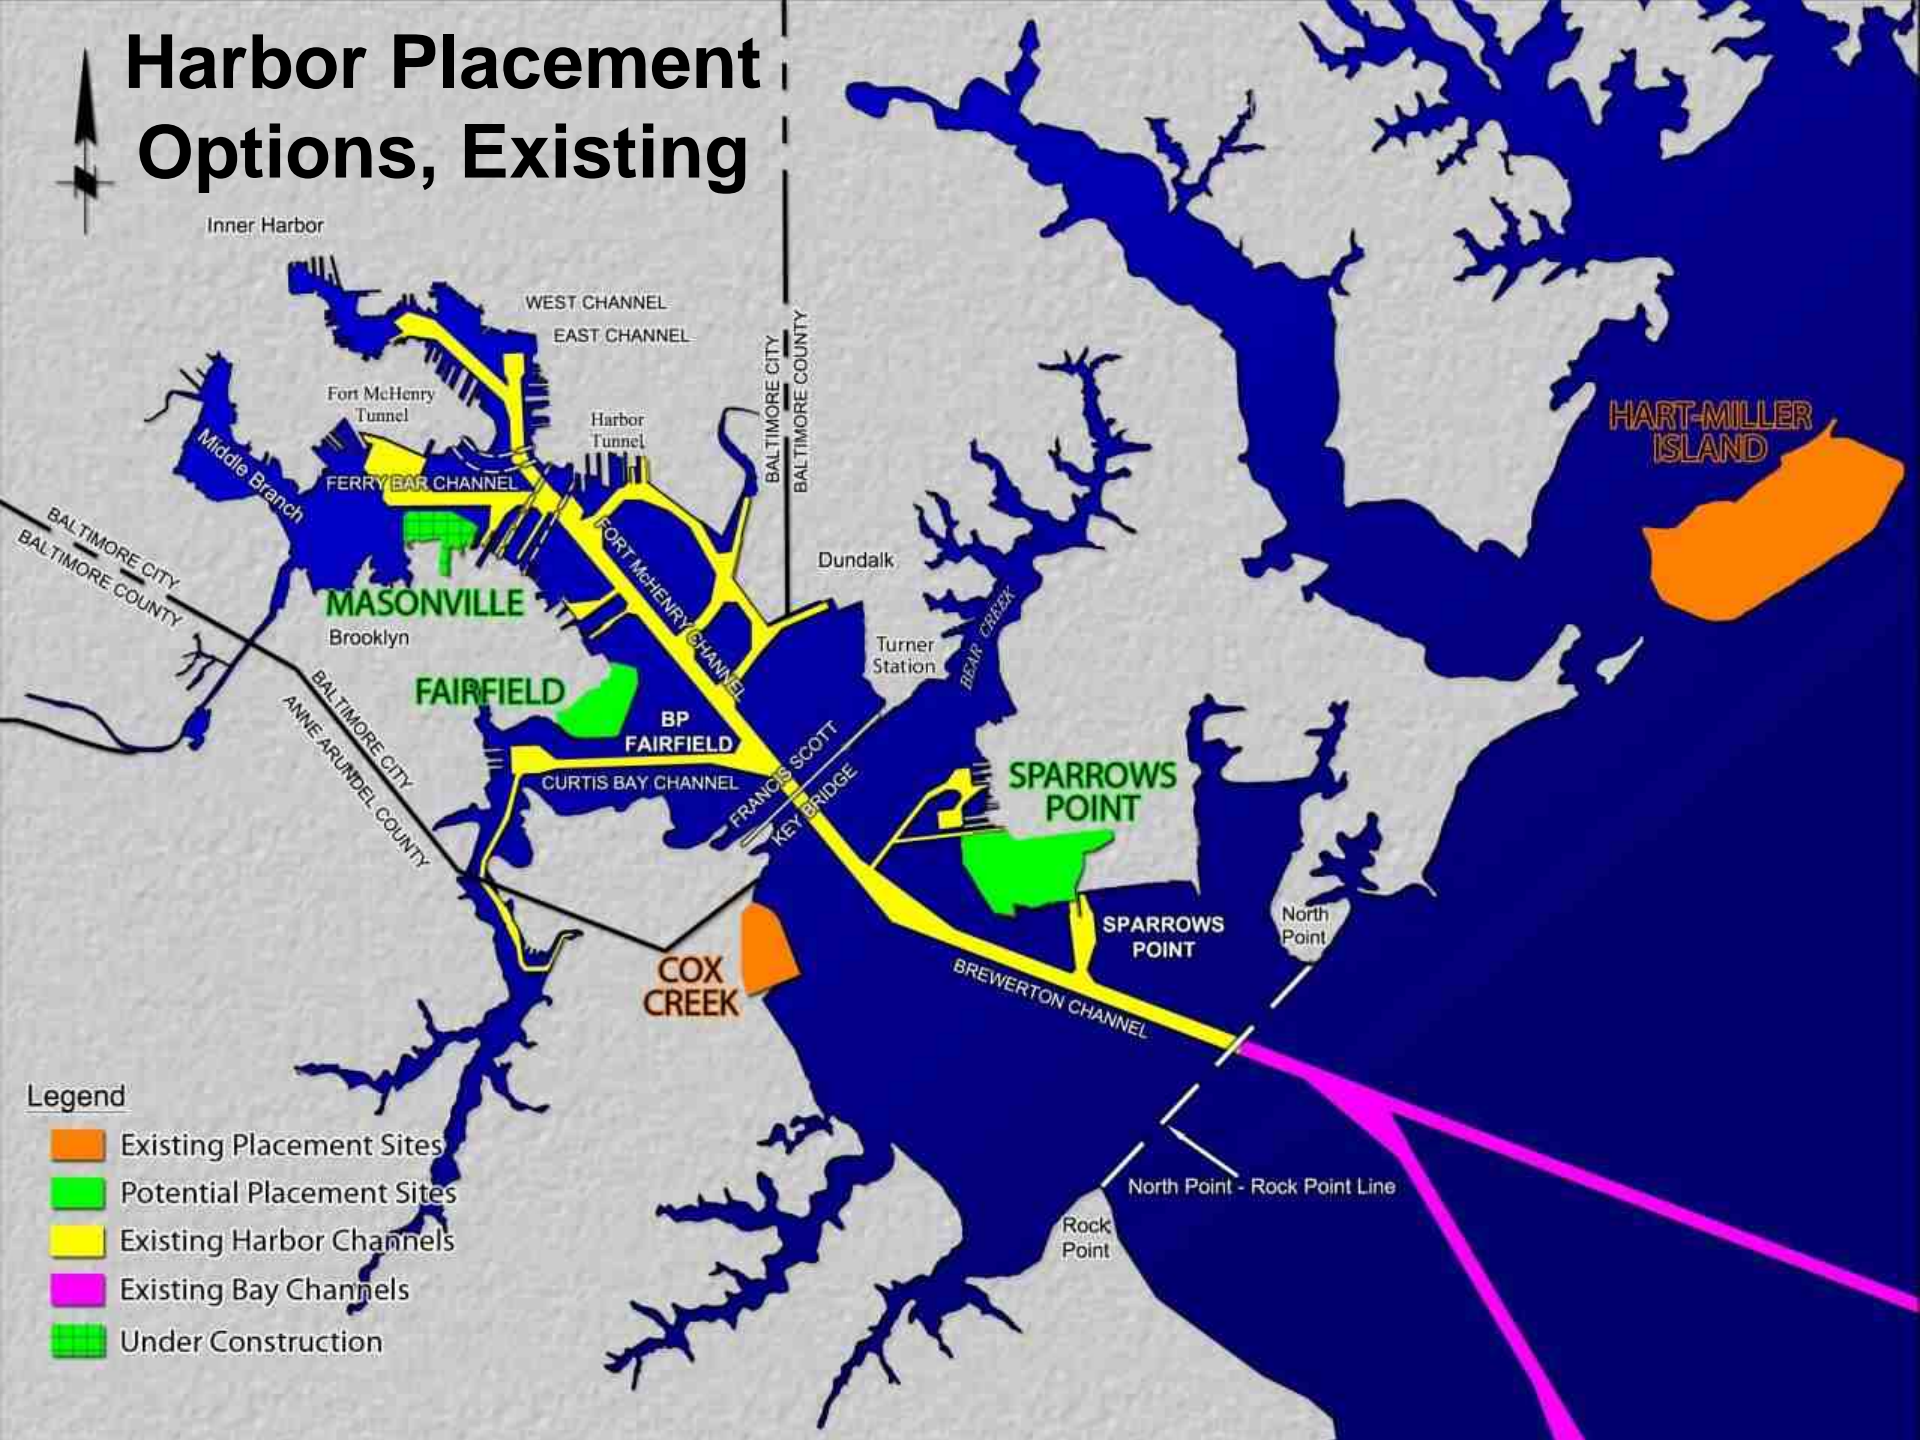 Harbor Placement
Options, Existing
Inner Harbor
WEST CHANNEL
EAST CHANNEL
BALTIMORE CITY
BALTIMORE COUNTY
Fort McHenry
Tunnel
Harbor
Tunnel
HART-MILLER
ISLAND
Middle Branch
FERRY BAR CHANNEL
BALTIMORE CITY
BALTIMORE COUNTY
FORT McHENRY CHANNEL
Dundalk
MASONVILLE
Brooklyn
BEAR CREEK
Turner
Station
FAIRFIELD
BALTIMORE CITY
ANNE ARUNDEL COUNTY
BP
FAIRFIELD
CURTIS BAY CHANNEL
FRANCIS SCOTT
KEY BRIDGE
SPARROWS
POINT
SPARROWS
POINT
North
Point
COX
CREEK
BREWERTON CHANNEL
North Point - Rock Point Line
Rock
Point
Legend
Existing Placement Sites
Potential Placement Sites
Existing Harbor Channels
Existing Bay Channels
Under Construction